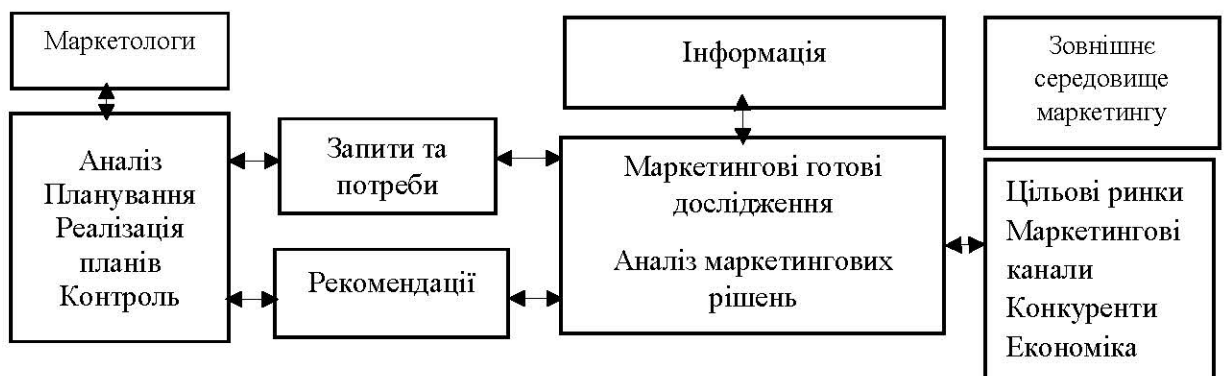 Маркетологи
Аналіз
Планування
Реалізація
планів
Контроль
Запити та
потреби
Рекомендації
Інформація
Маркетингові готові
дослідження
Аналіз маркетингових
рішень
Зовнішнє
середовище
маркетингу
Цільові ринки
Маркетингові
канали
Конкуренти
Економіка